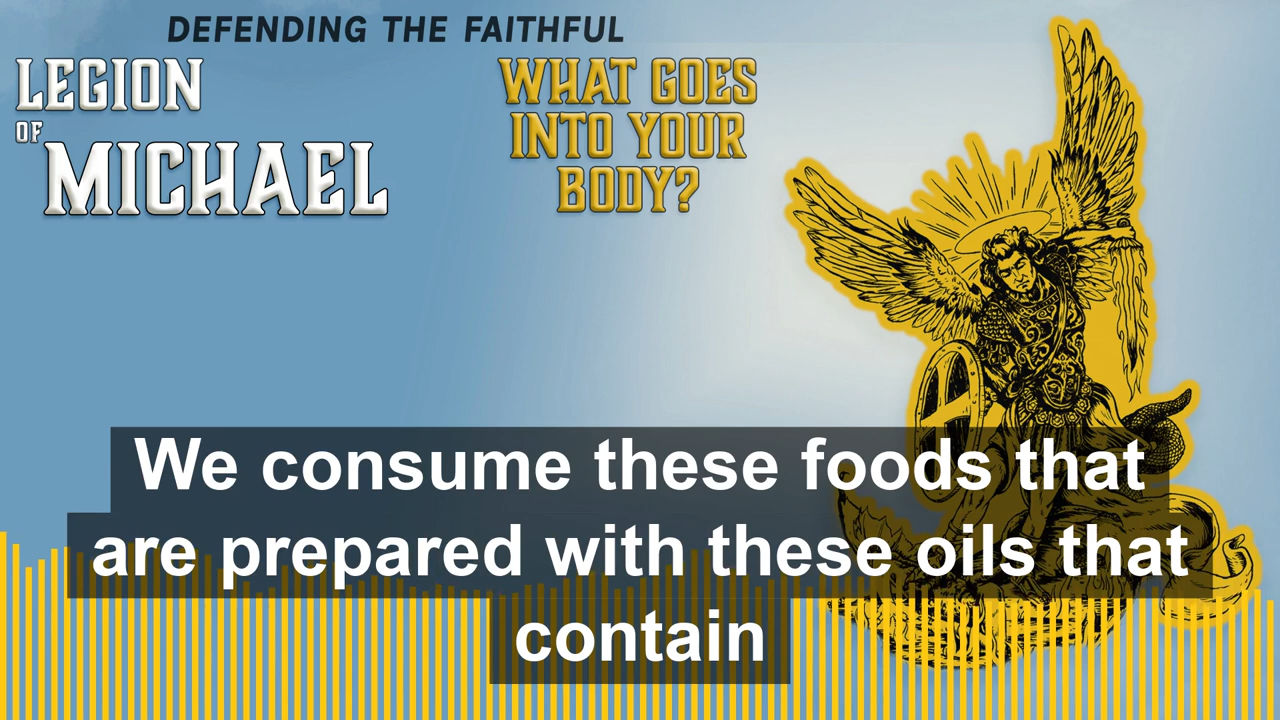 DEFENDING THE FAITHFUL
LEGION
OF
MICHAEL
WHAT GOES
INTO YOUR
BODY?
We consume these foods that
are prepared with these oils that
contain